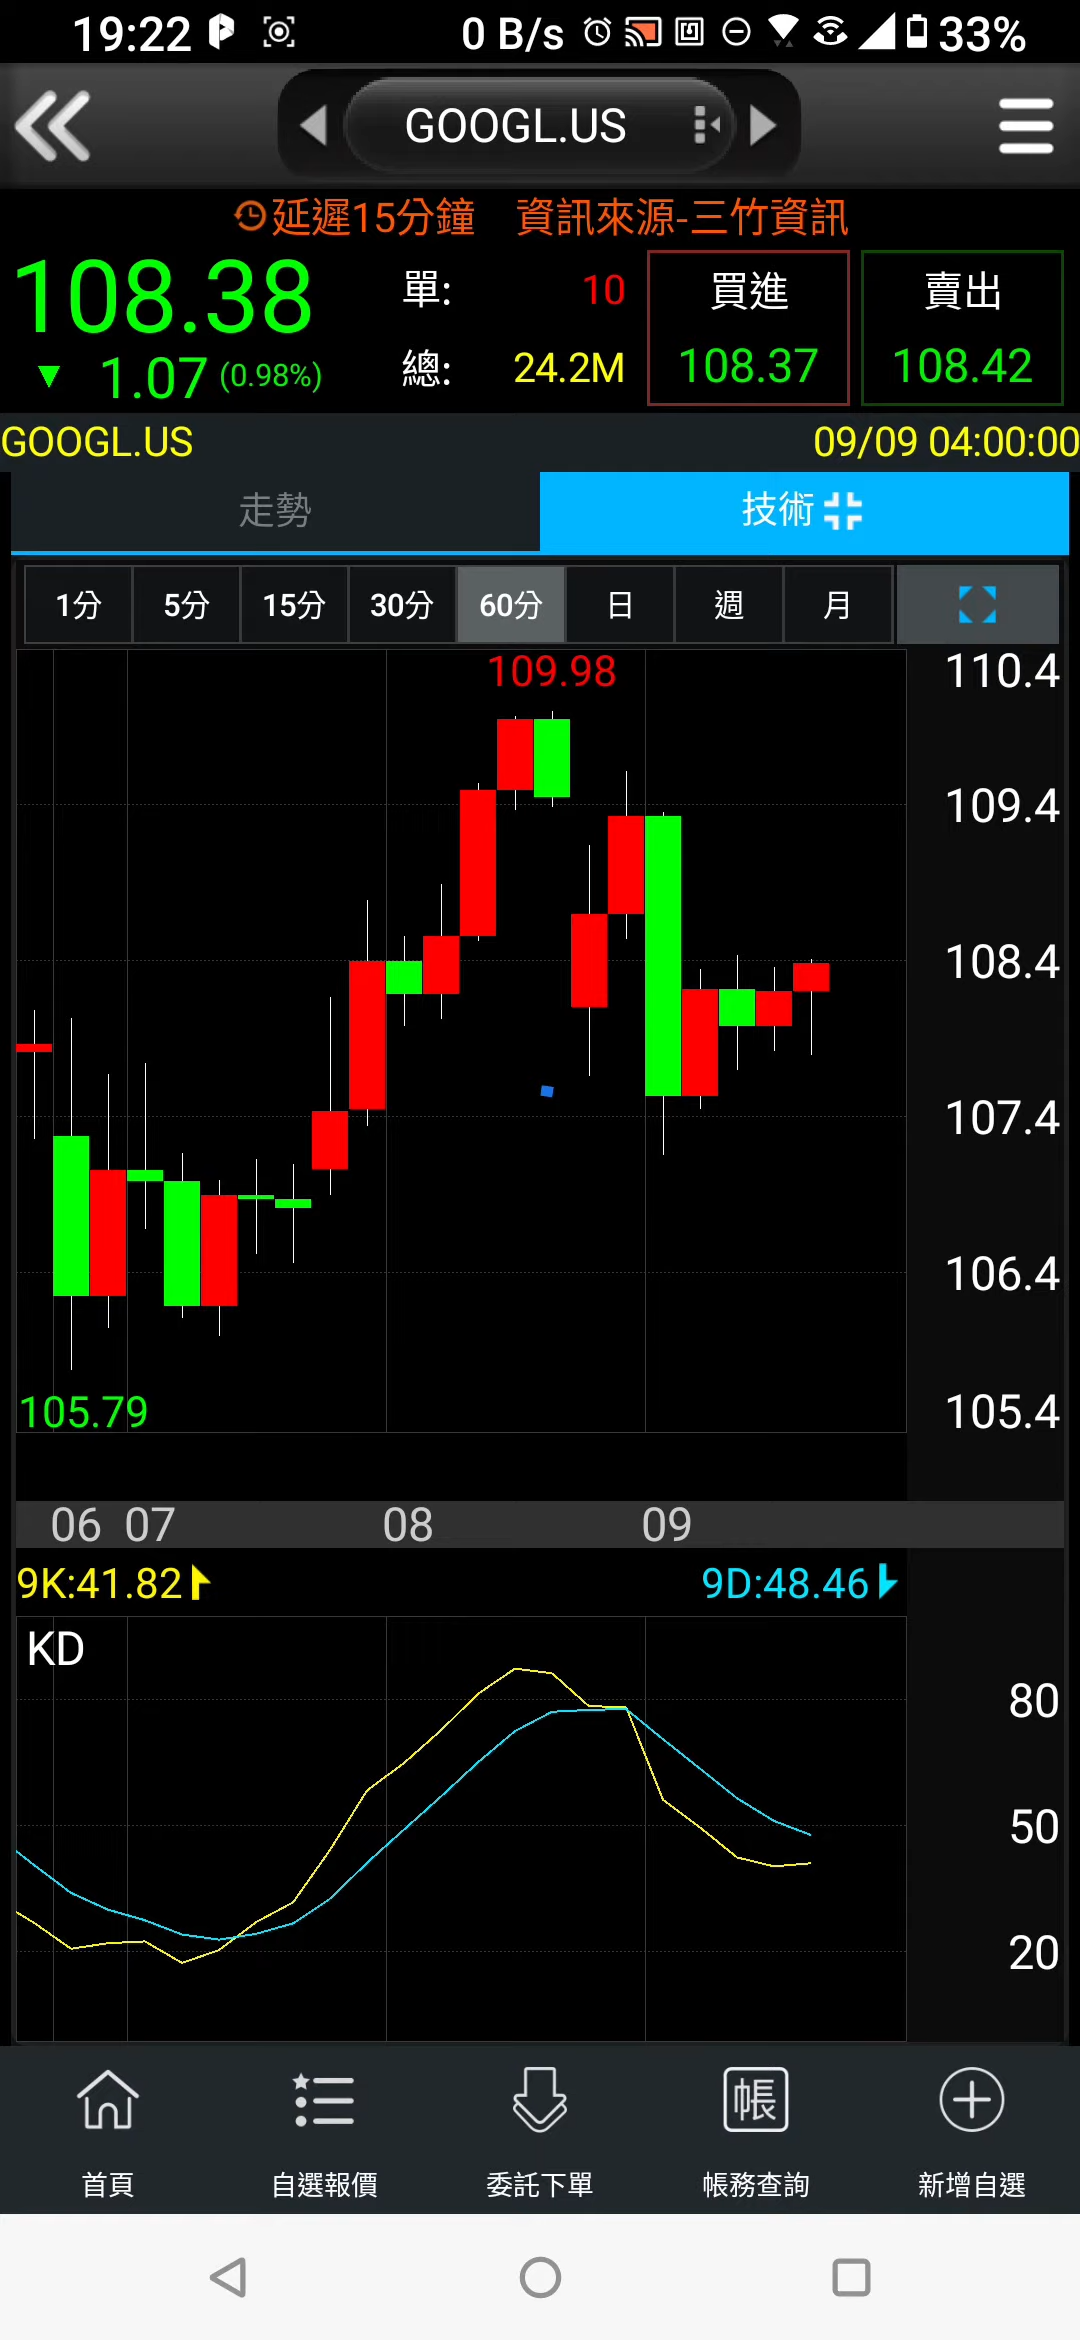 19:22 0 B/s 33%
GOOGL.US
延遲15分鐘 資訊來源-三竹資訊
108.38 單: 10 買進 賣出
▼ 1.07 (0.98%) 總: 24.2M 108.37 108.42
GOOGL.US 09/09 04:00:00
走勢 技術
1分 5分 15分 30分 60分 日 週 月
109.98 110.4
109.4
108.4
107.4
106.4
105.79 105.4
06 07 08 09
9K:41.82 9D:48.46
KD
80
50
20
帳
首頁 自選報價 委託下單 帳務查詢 新增自選